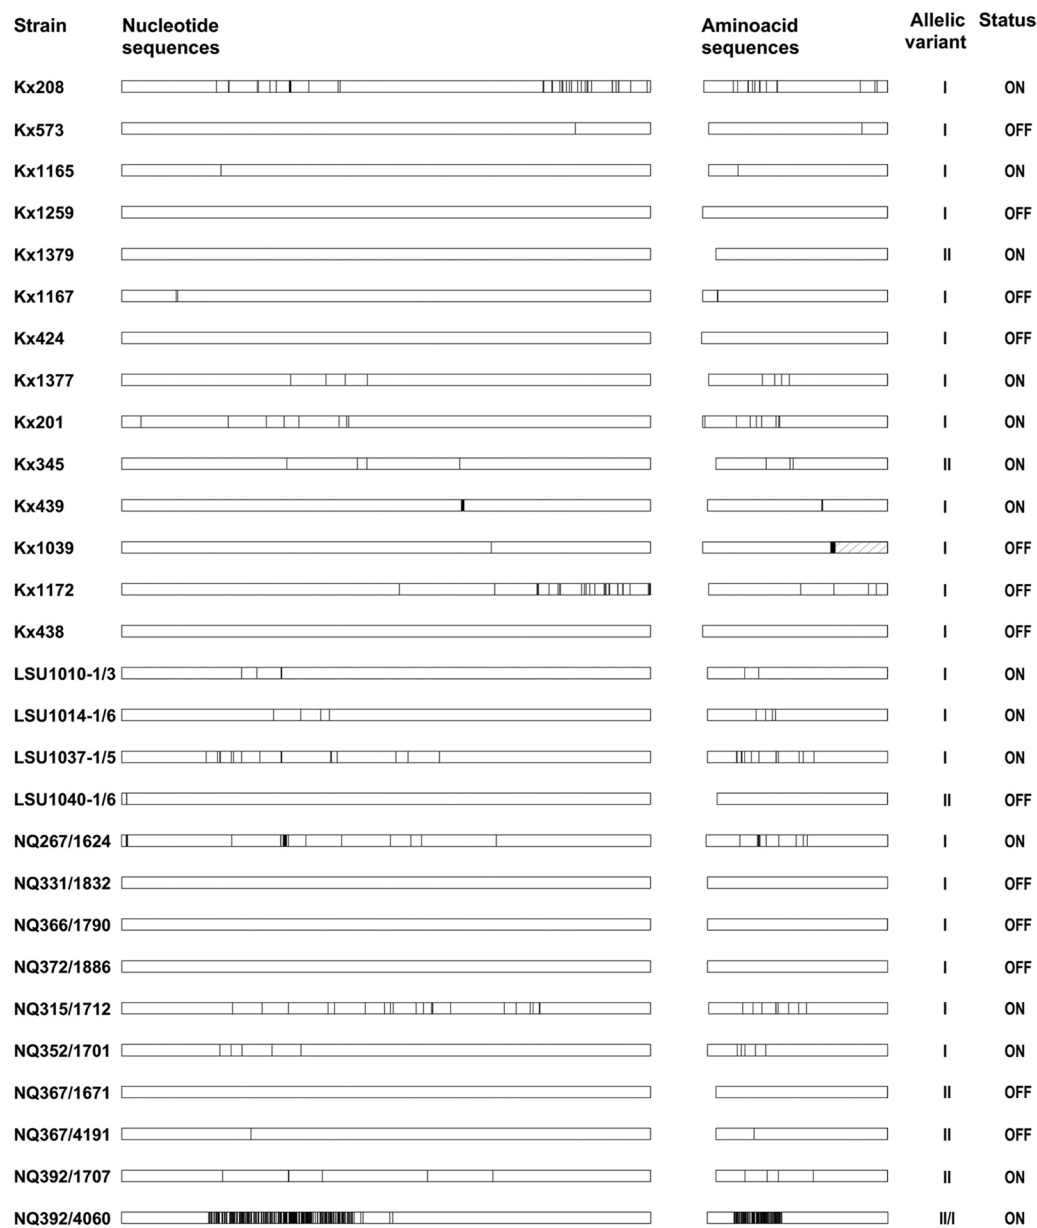 Strain Nucleotide sequences Aminoacid sequences Allelic variant Status
Kx208 I ON
Kx573 I OFF
Kx1165 I ON
Kx1259 I OFF
Kx1379 II ON
Kx1167 I OFF
Kx424 I OFF
Kx1377 I ON
Kx201 I ON
Kx345 II ON
Kx439 I ON
Kx1039 I OFF
Kx1172 I OFF
Kx438 I OFF
LSU1010-1/3 I ON
LSU1014-1/6 I ON
LSU1037-1/5 I ON
LSU1040-1/6 II OFF
NQ267/1624 I ON
NQ331/1832 I OFF
NQ366/1790 I OFF
NQ372/1886 I OFF
NQ315/1712 I ON
NQ352/1701 I ON
NQ367/1671 II OFF
NQ367/4191 II OFF
NQ392/1707 II ON
NQ392/4060 II/I ON